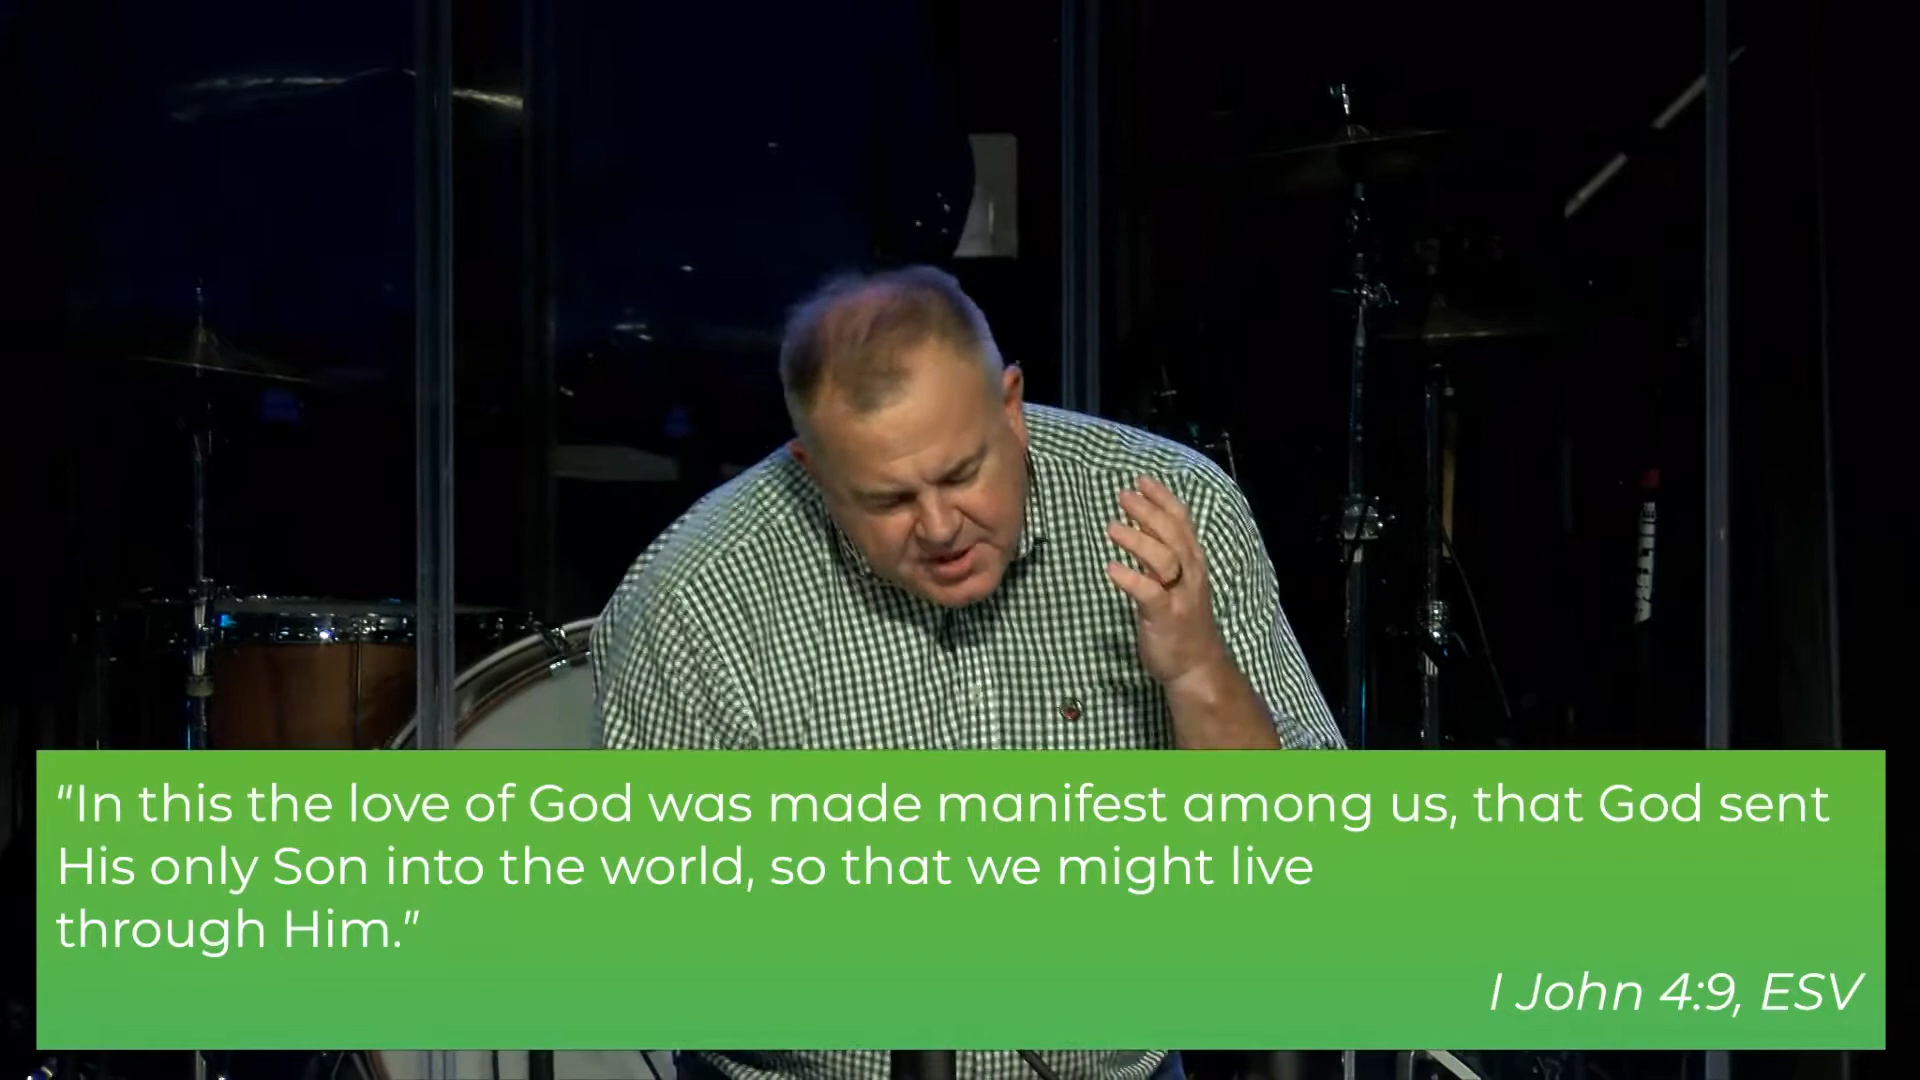 “In this the love of God was made manifest among us, that God sent
His only Son into the world, so that we might live
through Him.”
I John 4:9, ESV